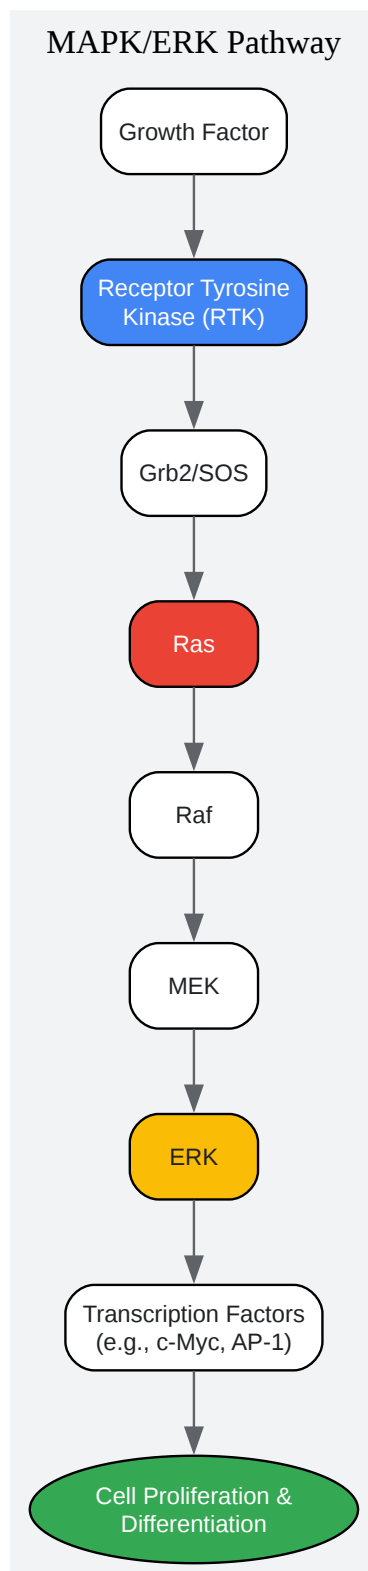 MAPK/ERK Pathway
Growth Factor
Receptor Tyrosine
Kinase (RTK)
Grb2/SOS
Ras
Raf
MEK
ERK
Transcription Factors
(e.g., c-Myc, AP-1)
Cell Proliferation &
Differentiation